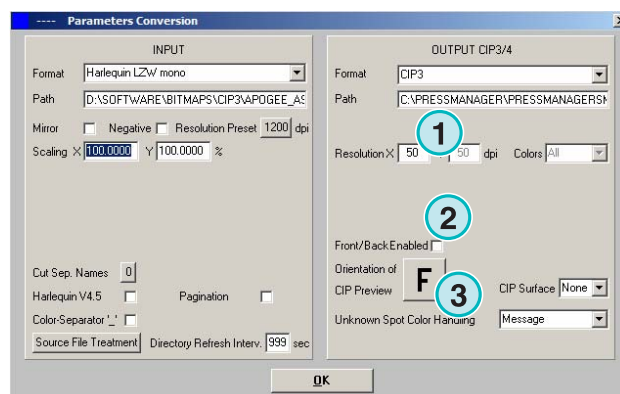 ---- Parameters Conversion
INPUT
Format Harlequin LZW mono
Path D:\SOFTWARE\BITMAPS\CIP3\APOGEE_AS
Mirror Negative Resolution Preset 1200 dpi
Scaling X 100.0000 Y 100.0000 %
Cut Sep. Names 0
Harlequin V4.5 Pagination
Color-Separator '_'
Source File Treatment Directory Refresh Interv. 999 sec
OUTPUT CIP3/4
Format CIP3
Path C:\PRESSMANAGER\PRESSMANAGERSM
1
Resolution X 50 50 dpi Colors All
2
Front/Back Enabled
Orientation of
CIP Preview F 3 CIP Surface None
Unknown Spot Color Handling Message
OK